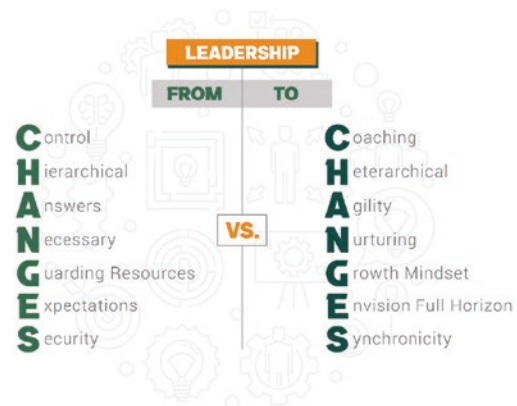 LEADERSHIP
FROM TO
Control
Hierarchical
Answers
Necessary
Guarding Resources
Expectations
Security
VS.
Coaching
Heterarchical
Agility
Nurturing
Growth Mindset
Envision Full Horizon
Synchronicity